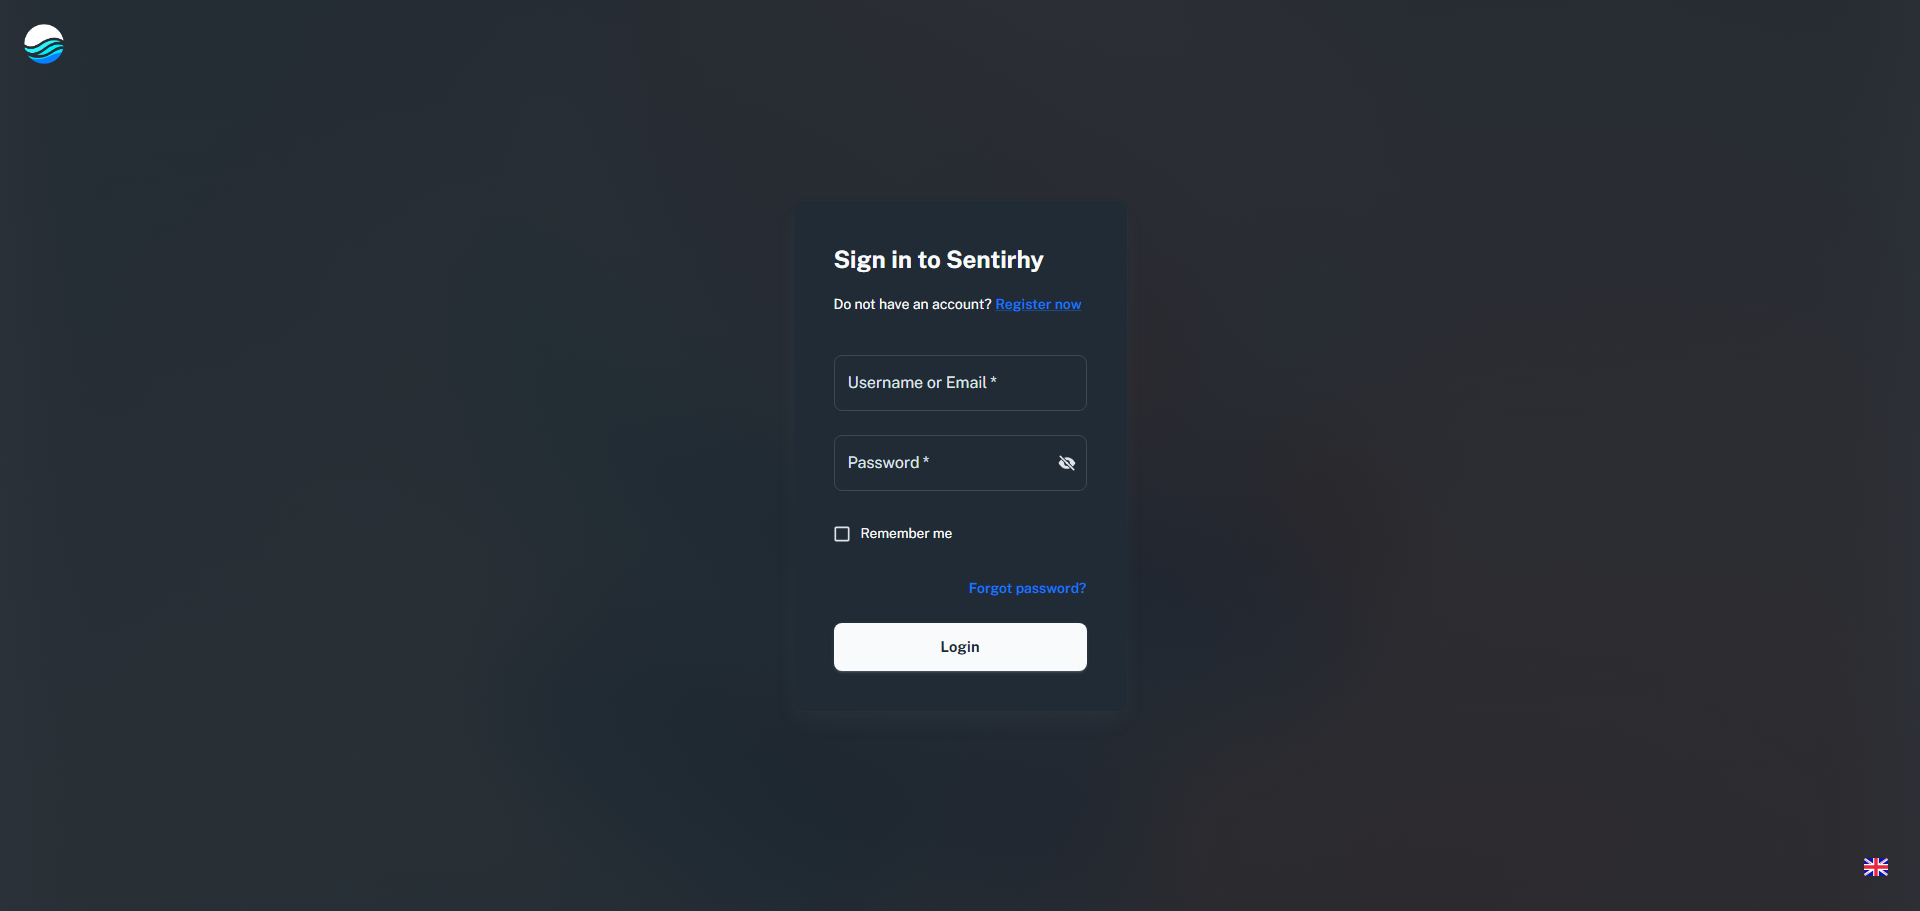 Sign in to Sentirhy
Do not have an account? Register now
Username or Email *
Password *
Remember me
Forgot password?
Login